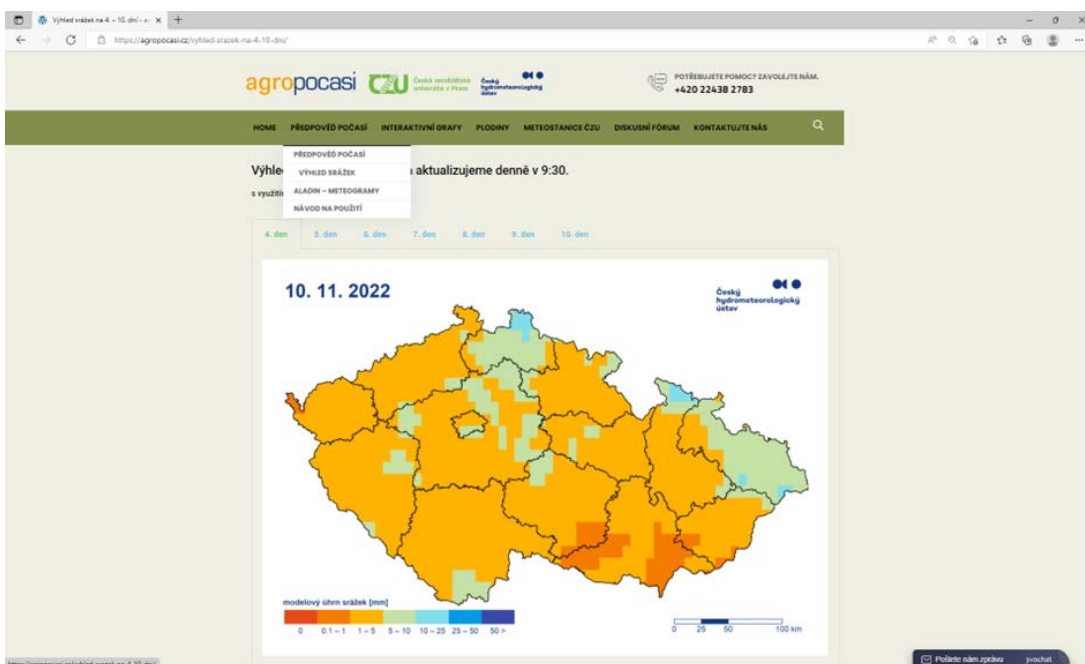 Výhled srážek na 4. – 10. dní -
https://agropocasi.cz/vyhled-srazek-na-4-10-dni/
agropocasi
ČZU
Česká zemědělská
univerzita v Praze
Český
hydrometeorologický
ústav
POTŘEBUJETE POMOC? ZAVOLEJTE NÁM.
+420 22438 2783
HOME PŘEDPOVĚĎ POČASÍ INTERAKTIVNÍ GRAFY PLODINY METEOSTANICE ČZU DISKUSNÍ FÓRUM KONTAKTUJTE NÁS
PŘEDPOVĚĎ POČASÍ
VÝHLED SRÁŽEK
ALADIN – METEOGRAMY
NÁVOD NA POUŽITÍ
Výhle aktualizujeme denně v 9:30.
s využití
4. den 5. den 6. den 7. den 8. den 9. den 10. den
10. 11. 2022
Český
hydrometeorologický
ústav
modelový úhrn srážek [mm]
0 0.1 – 1 1 – 5 5 – 10 10 – 25 25 – 50 50 >
0 25 50 100 km
Pošlete nám zprávu